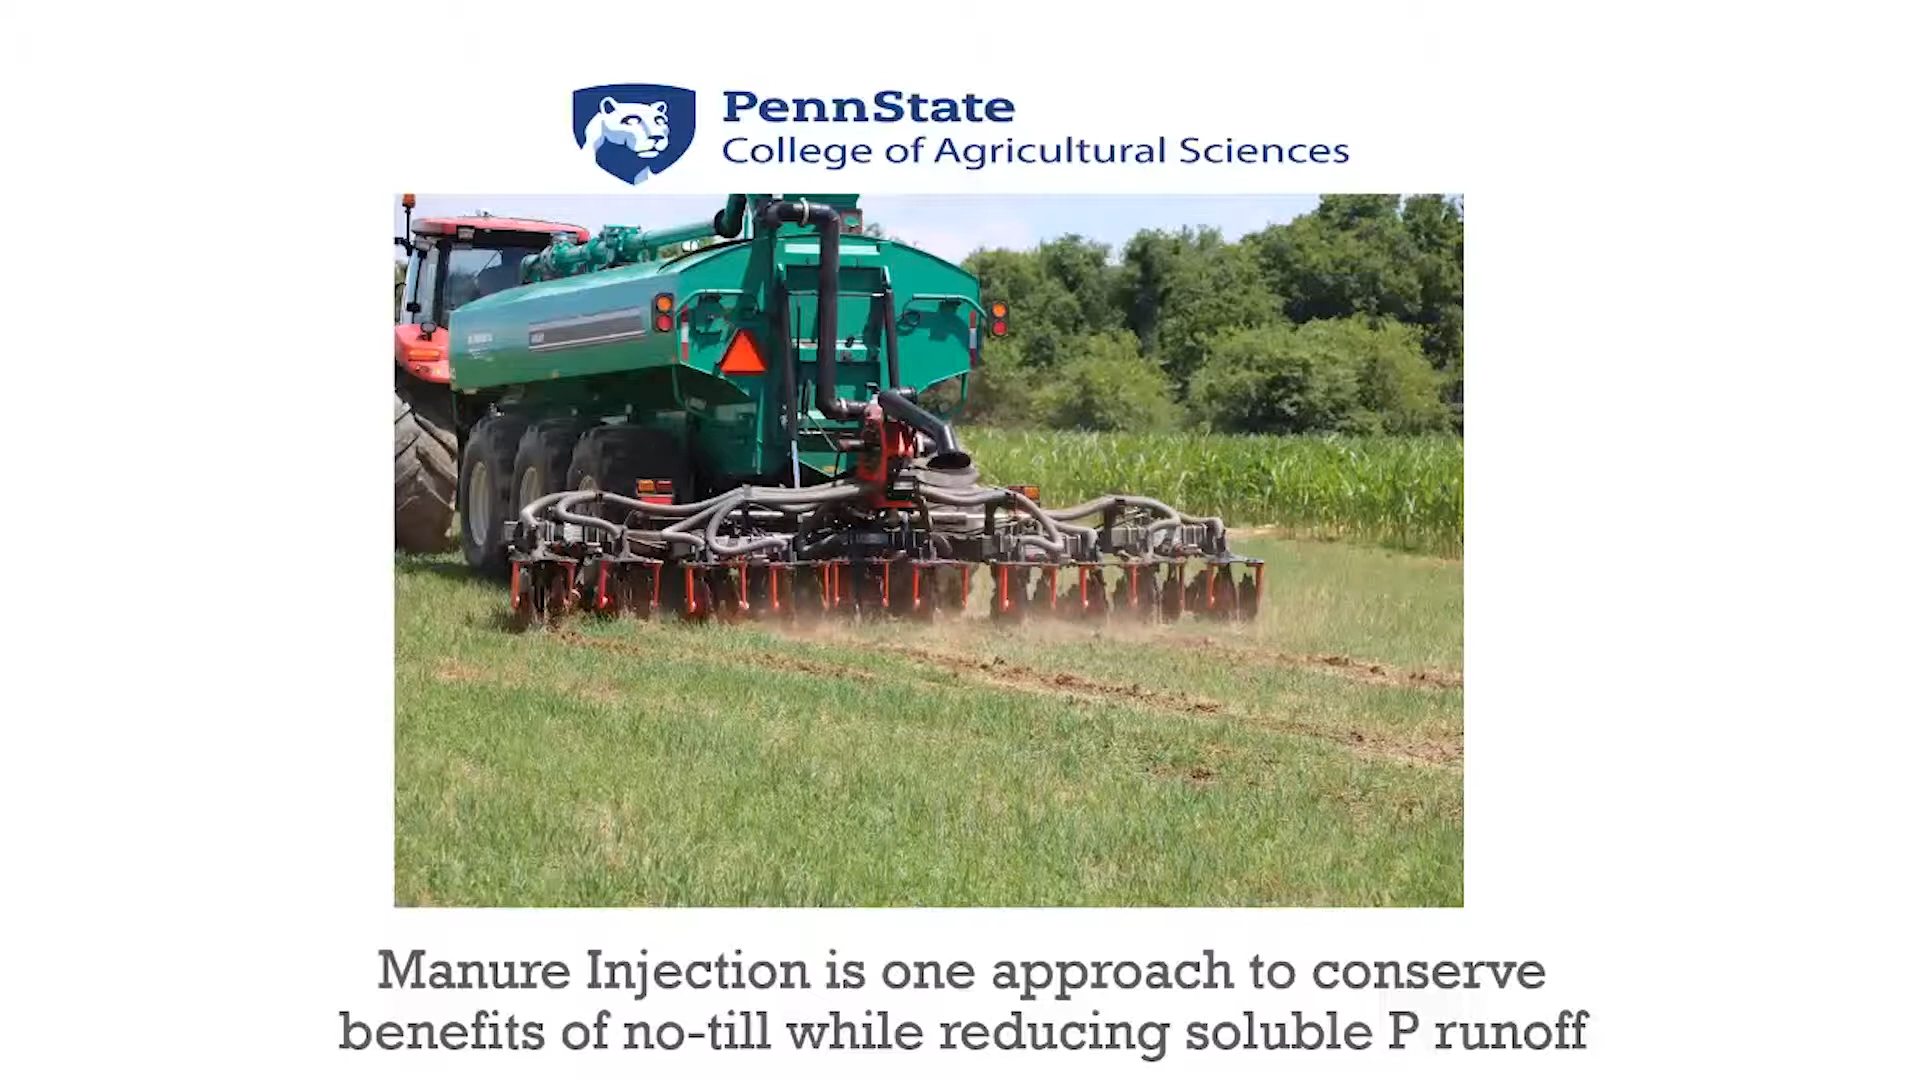 PennState
College of Agricultural Sciences
Manure Injection is one approach to conserve
benefits of no-till while reducing soluble P runoff